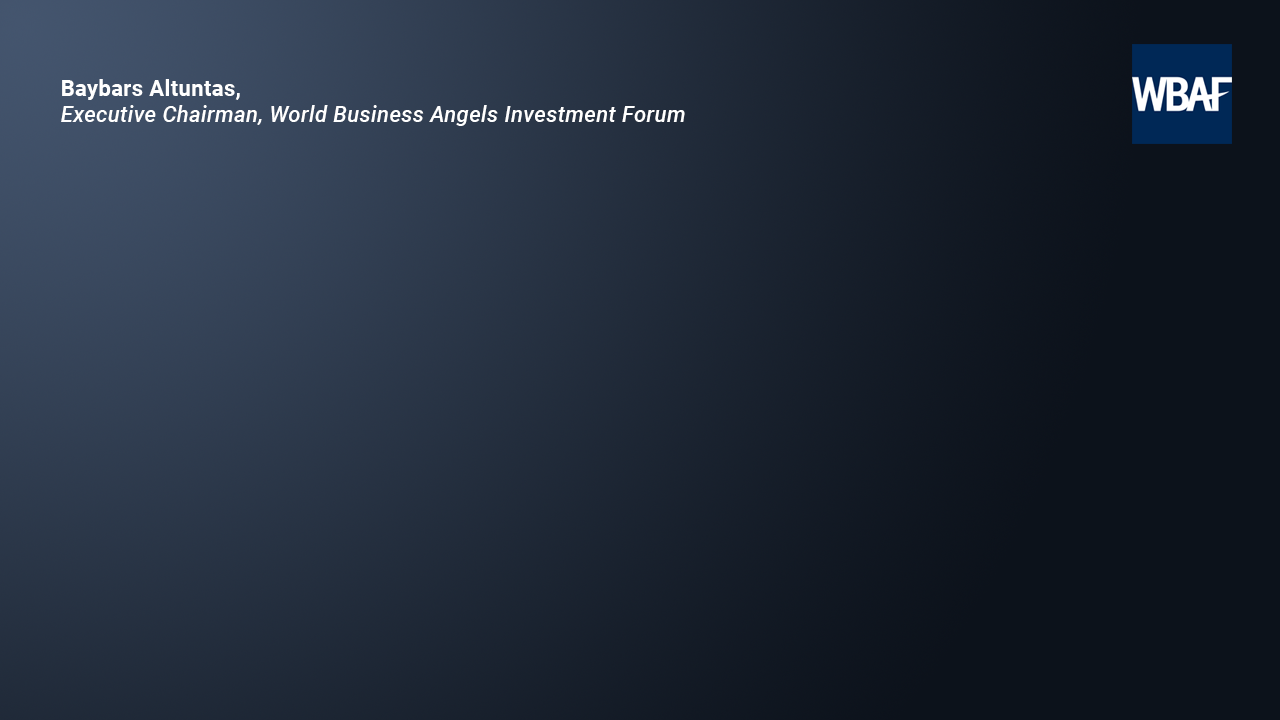 Baybars Altuntas,
Executive Chairman, World Business Angels Investment Forum
WBAF